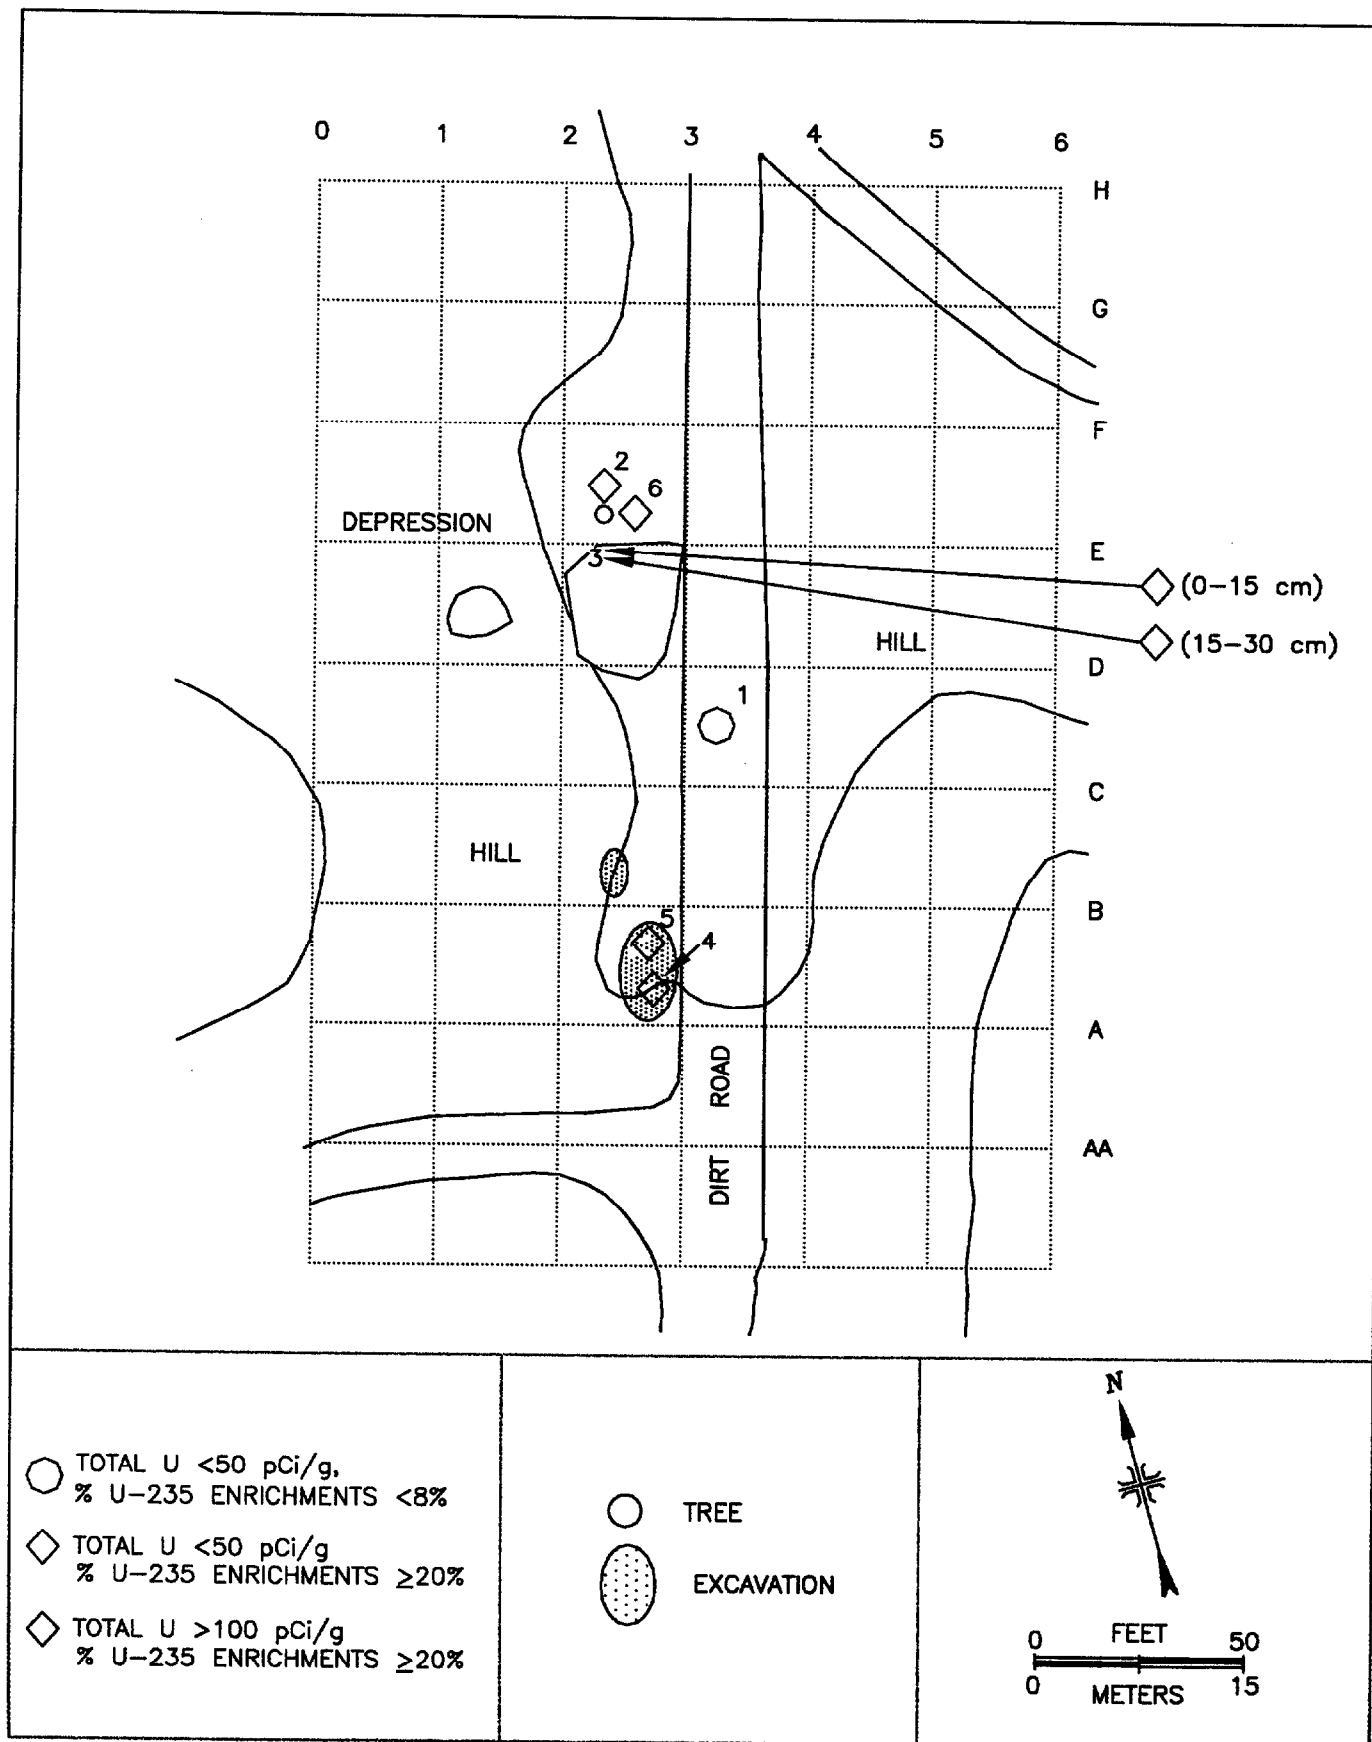 0 1 2 3 4 5 6
H
G
F
2
6
DEPRESSION
E
3
(0-15 cm)
HILL
(15-30 cm)
D
1
C
HILL
B
5
4
A
ROAD
DIRT
AA
TOTAL U <50 pCi/g,
% U-235 ENRICHMENTS <8%
TOTAL U <50 pCi/g
% U-235 ENRICHMENTS ≥20%
TOTAL U >100 pCi/g
% U-235 ENRICHMENTS ≥20%
TREE
EXCAVATION
N
0 FEET 50
0 METERS 15